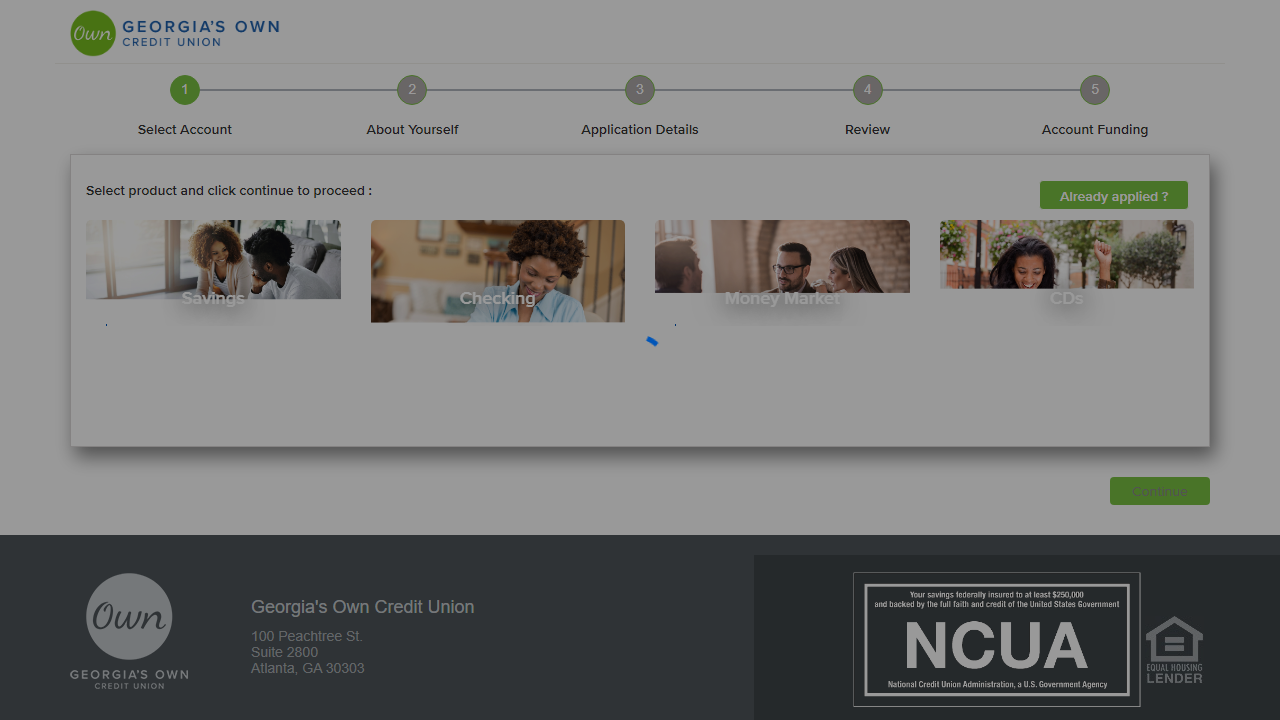 Own GEORGIA'S OWN
CREDIT UNION
1 2 3 4 5
Select Account About Yourself Application Details Review Account Funding
Select product and click continue to proceed :
Already applied ?
Savings Checking Money Market CDs
Continue
Own
GEORGIA'S OWN
CREDIT UNION
Georgia's Own Credit Union
100 Peachtree St.
Suite 2800
Atlanta, GA 30303
Your savings federally insured to at least $250,000
and backed by the full faith and credit of the United States Government
NCUA
National Credit Union Administration, a U.S. Government Agency
EQUAL HOUSING
LENDER